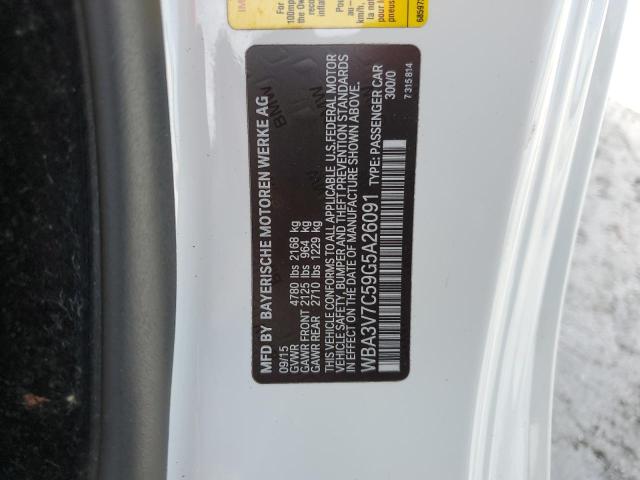 MFD BY BAYERISCHE MOTOREN WERKE AG
09/15
GVWR 4780 lbs 2168 kg
GAWR FRONT 2125 lbs 964 kg
GAWR REAR 2710 lbs 1229 kg
THIS VEHICLE CONFORMS TO ALL APPLICABLE U.S.FEDERAL MOTOR
VEHICLE SAFETY, BUMPER AND THEFT PREVENTION STANDARDS
IN EFFECT ON THE DATE OF MANUFACTURE SHOWN ABOVE.
WBA3V7C59G5A26091 TYPE: PASSENGER CAR
300/0
7 315 814